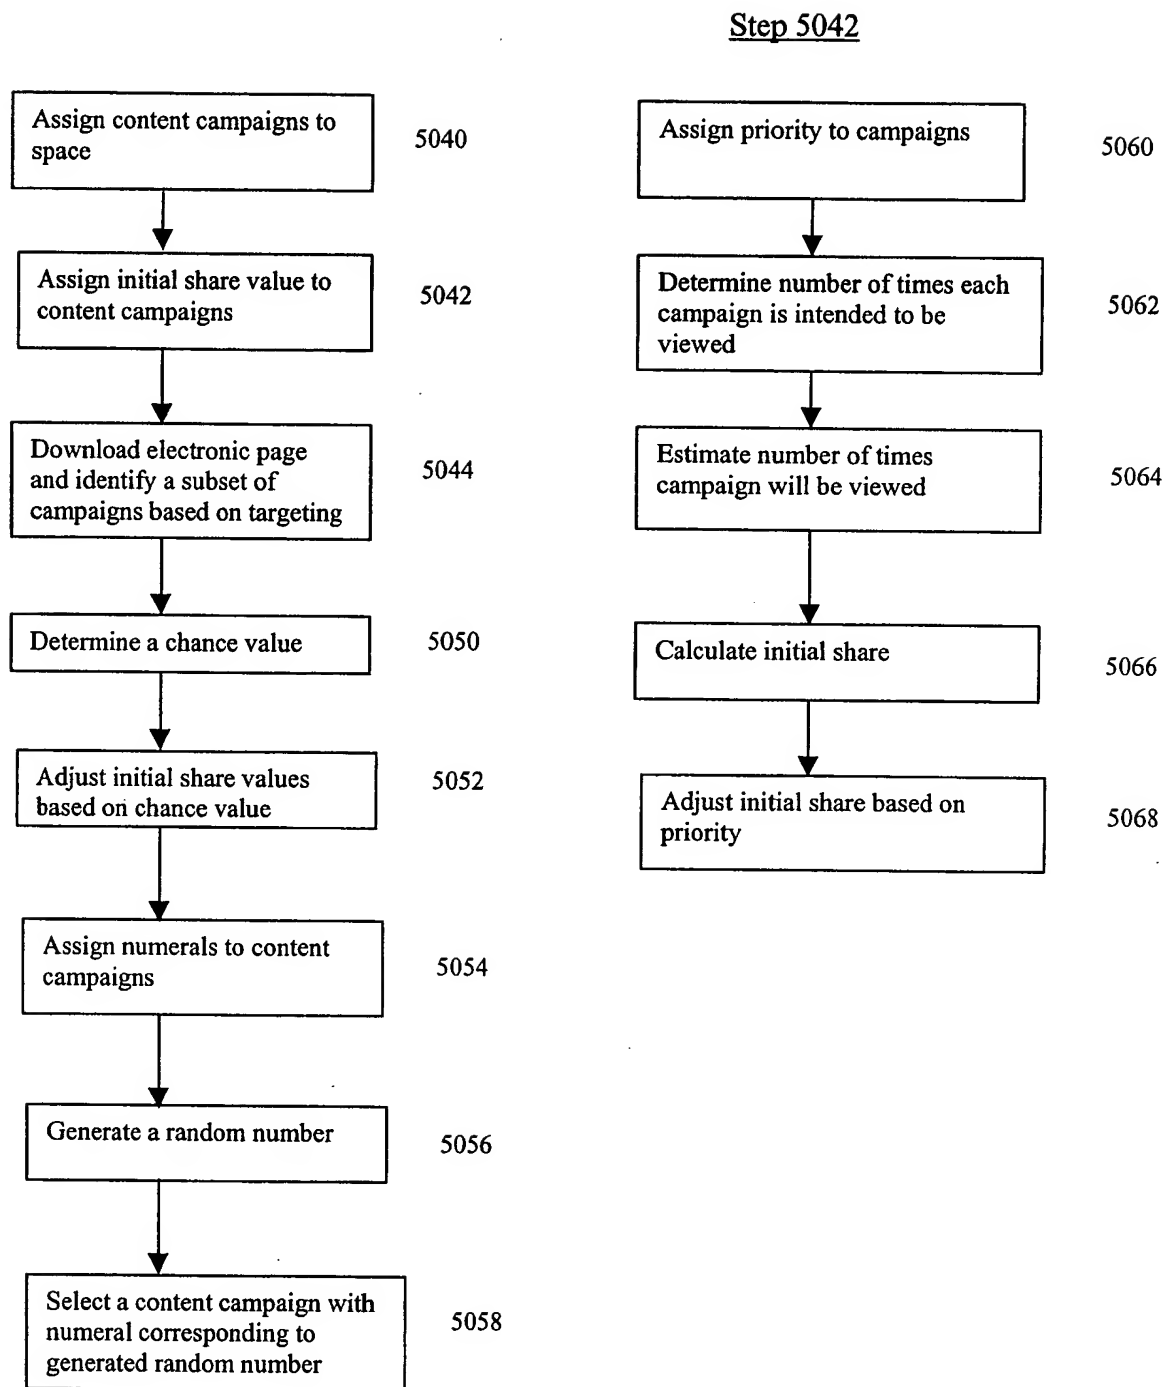 Step 5042
Assign content campaigns to
space
5040
Assign initial share value to
content campaigns
5042
Download electronic page
and identify a subset of
campaigns based on targeting
5044
Determine a chance value
5050
Adjust initial share values
based on chance value
5052
Assign numerals to content
campaigns
5054
Generate a random number
5056
Select a content campaign with
numeral corresponding to
generated random number
5058
Assign priority to campaigns
5060
Determine number of times each
campaign is intended to be
viewed
5062
Estimate number of times
campaign will be viewed
5064
Calculate initial share
5066
Adjust initial share based on
priority
5068